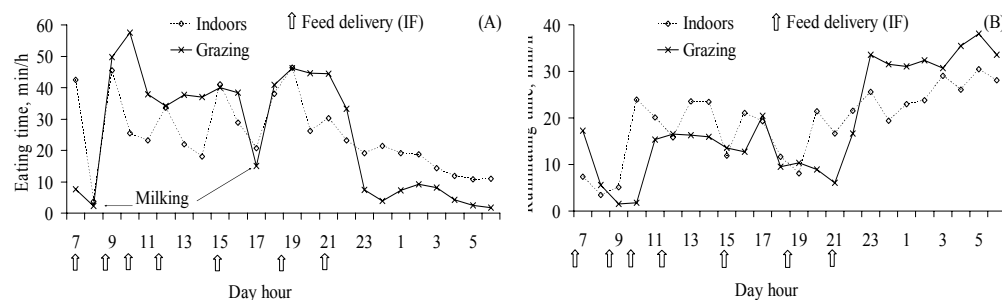 Indoors
Grazing
Feed delivery (IF)
(A)
Eating time, min/h
60
50
40
30
20
10
0
Milking
7 9 11 13 15 17 19 21 23 1 3 5
Day hour
Indoors
Grazing
Feed delivery (IF)
(B)
time, min/h
40
30
20
10
0
7 9 11 13 15 17 19 21 23 1 3 5
Day hour